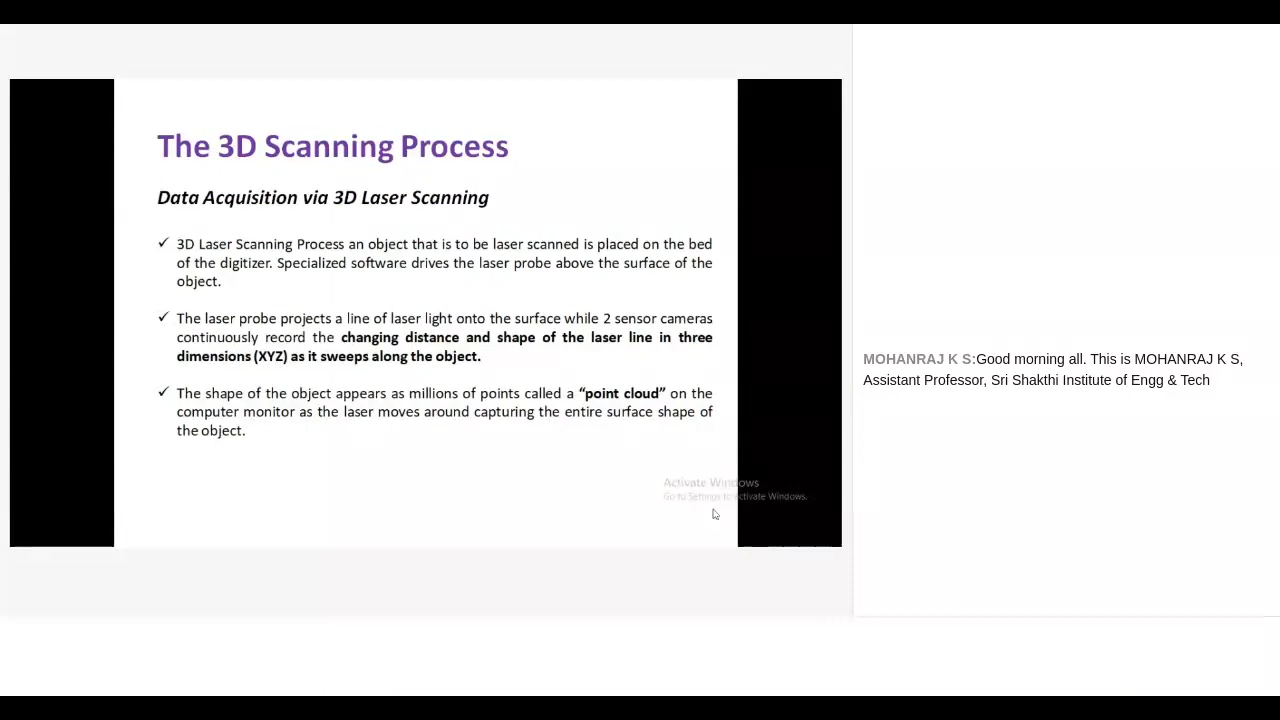 The 3D Scanning Process
Data Acquisition via 3D Laser Scanning
✓ 3D Laser Scanning Process an object that is to be laser scanned is placed on the bed
of the digitizer. Specialized software drives the laser probe above the surface of the
object.
✓ The laser probe projects a line of laser light onto the surface while 2 sensor cameras
continuously record the changing distance and shape of the laser line in three
dimensions (XYZ) as it sweeps along the object.
✓ The shape of the object appears as millions of points called a “point cloud” on the
computer monitor as the laser moves around capturing the entire surface shape of
the object.
Activate Windows
Go to Settings to activate Windows.
MOHANRAJ K S:Good morning all. This is MOHANRAJ K S,
Assistant Professor, Sri Shakthi Institute of Engg & Tech